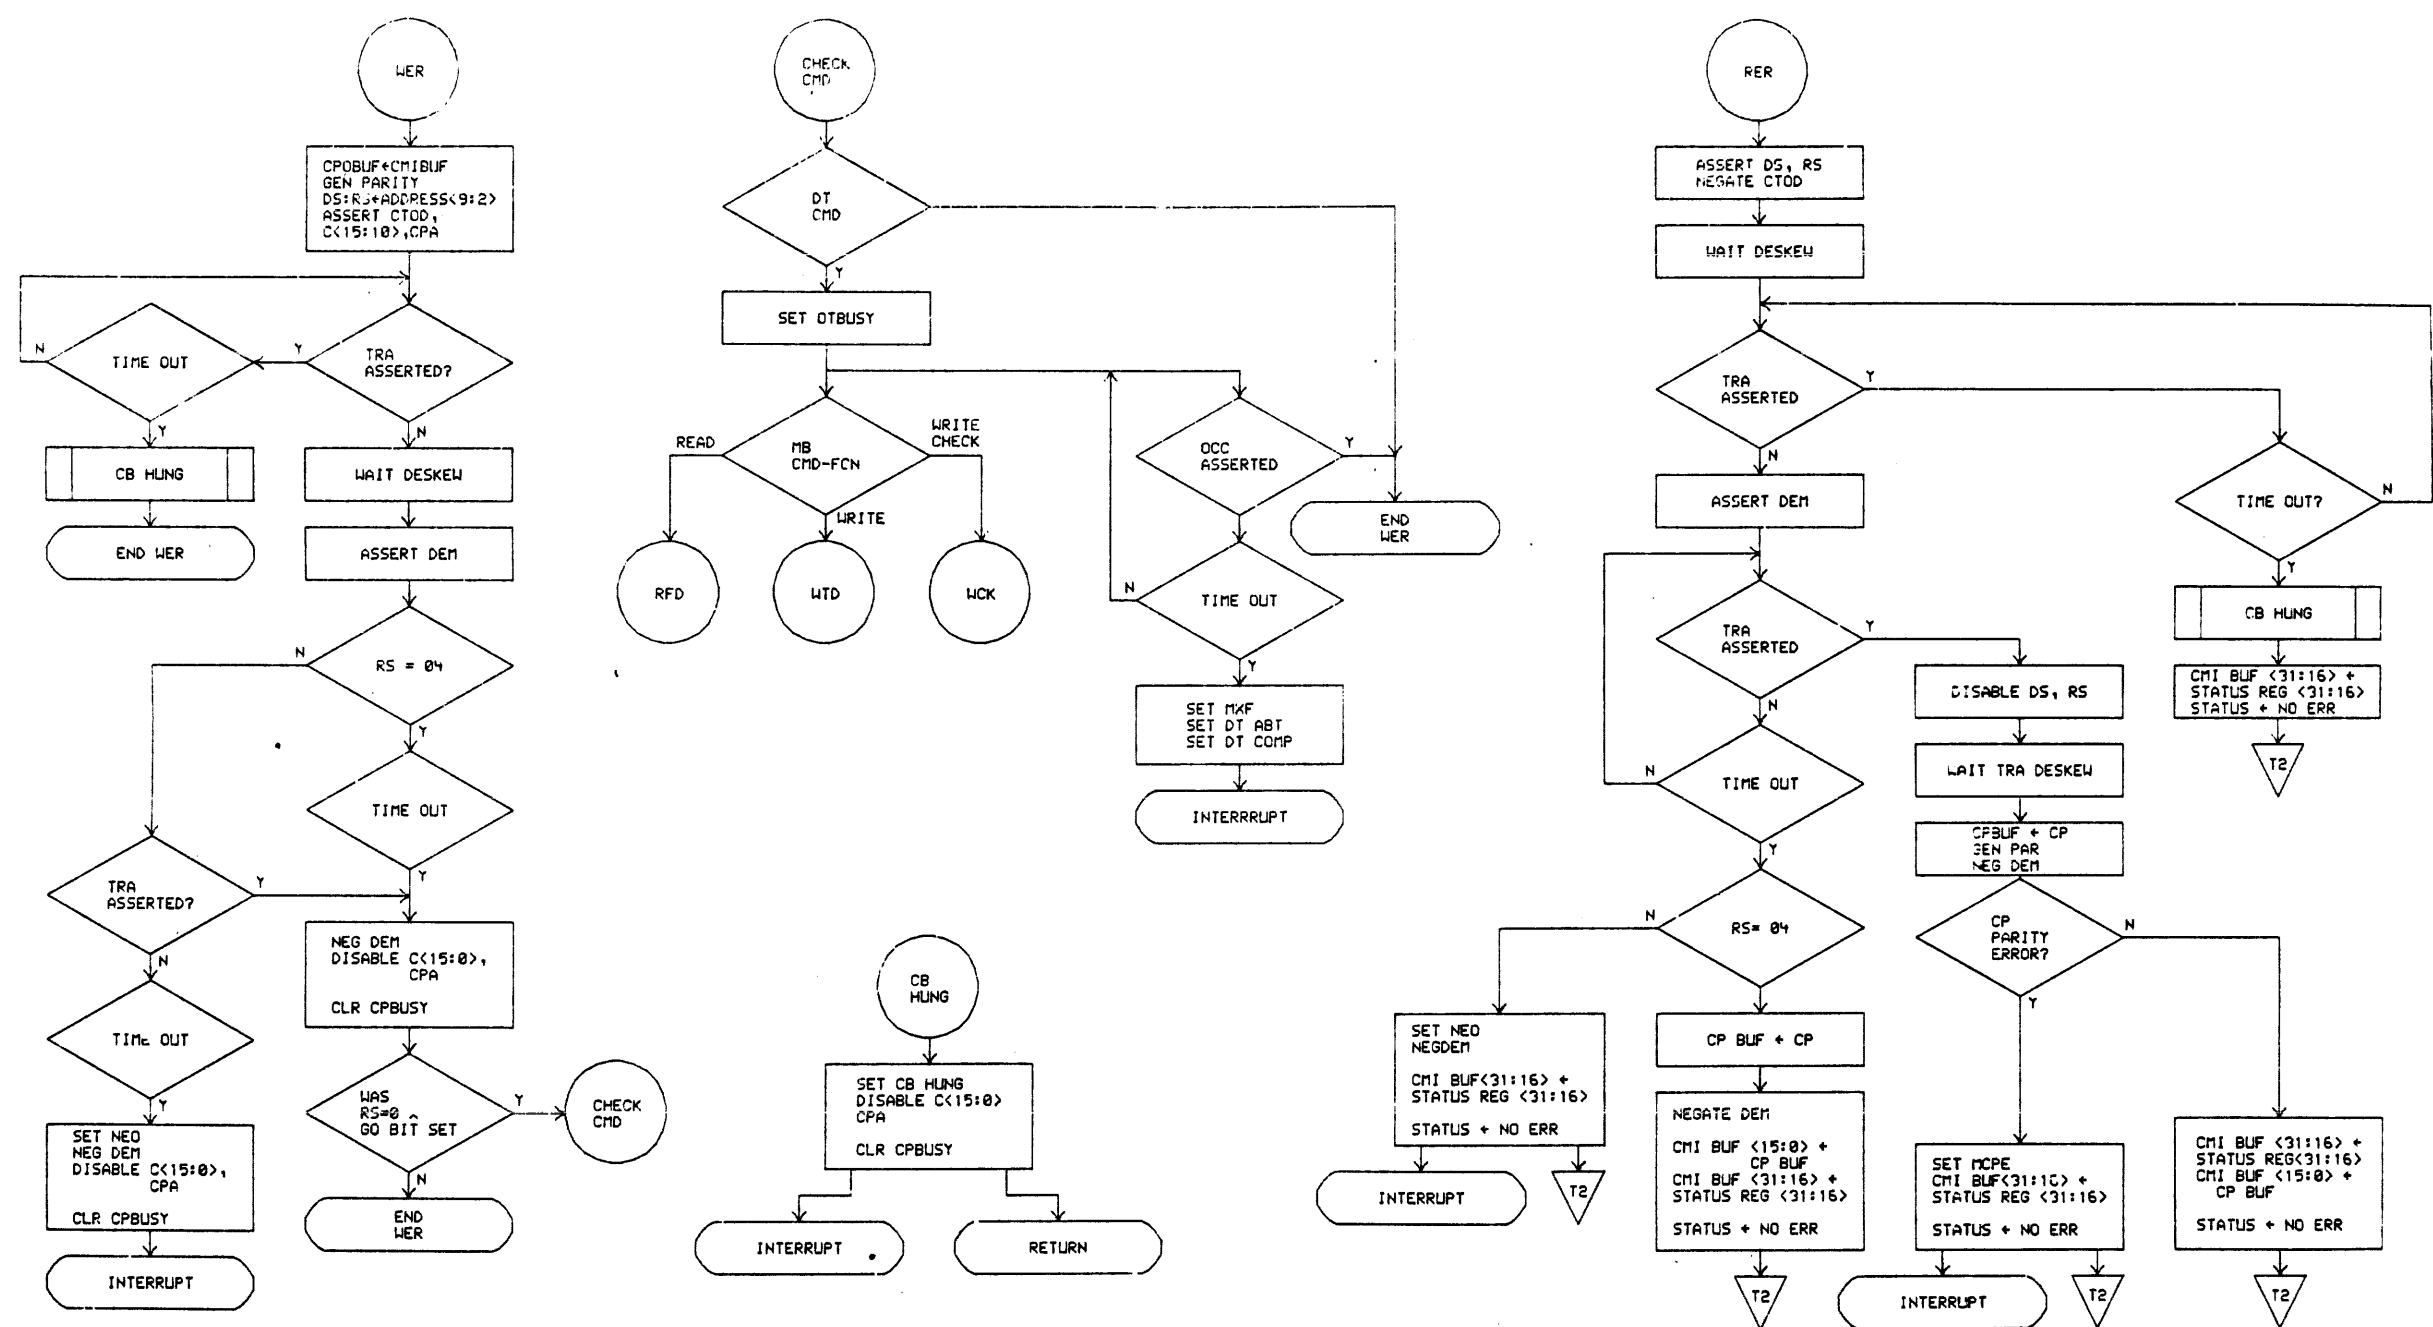 WER
CPOBUF←CMIBUF
GEN PARITY
DS:RS←ADDRESS<9:2>
ASSERT CTOD,
C<15:10>,CPA
TRA
ASSERTED?
Y
N
TIME OUT
N
Y
CB HUNG
END WER
WAIT DESKEW
ASSERT DEM
RS = 04
N
Y
TIME OUT
Y
TRA
ASSERTED?
Y
N
TIME OUT
Y
SET NEO
NEG DEM
DISABLE C<15:0>,
CPA
CLR CPBUSY
INTERRUPT
NEG DEM
DISABLE C<15:0>,
CPA
CLR CPBUSY
WAS
RS=0 ^
GO BIT SET
Y
N
CHECK
CMD
END
WER
CHECK
CMD
DT
CMD
Y
SET DTBUSY
MB
CMD-FCN
READ
WRITE
WRITE
CHECK
RFD
WTD
WCK
OCC
ASSERTED
Y
END
WER
TIME OUT
N
Y
SET MXF
SET DT ABT
SET DT COMP
INTERRRUPT
CB
HUNG
SET CB HUNG
DISABLE C<15:0>
CPA
CLR CPBUSY
INTERRUPT
RETURN
RER
ASSERT DS, RS
NEGATE CTOD
WAIT DESKEW
TRA
ASSERTED
Y
N
TIME OUT?
N
Y
CB HUNG
CMI BUF <31:16> ←
STATUS REG <31:16>
STATUS ← NO ERR
T2
ASSERT DEM
TRA
ASSERTED
Y
N
TIME OUT
N
Y
RS= 04
N
SET NEO
NEGDEM
CMI BUF<31:16> ←
STATUS REG <31:16>
STATUS ← NO ERR
INTERRUPT
T2
CP BUF ← CP
NEGATE DEM
CMI BUF <15:0> ←
CP BUF
CMI BUF <31:16> ←
STATUS REG <31:16>
STATUS ← NO ERR
T2
DISABLE DS, RS
WAIT TRA DESKEW
CPBUF ← CP
GEN PAR
NEG DEM
CP
PARITY
ERROR?
N
Y
SET MCPE
CMI BUF<31:16> ←
STATUS REG <31:16>
STATUS ← NO ERR
INTERRUPT
T2
CMI BUF <31:16> ←
STATUS REG<31:16>
CMI BUF <15:0> ←
CP BUF
STATUS ← NO ERR
T2